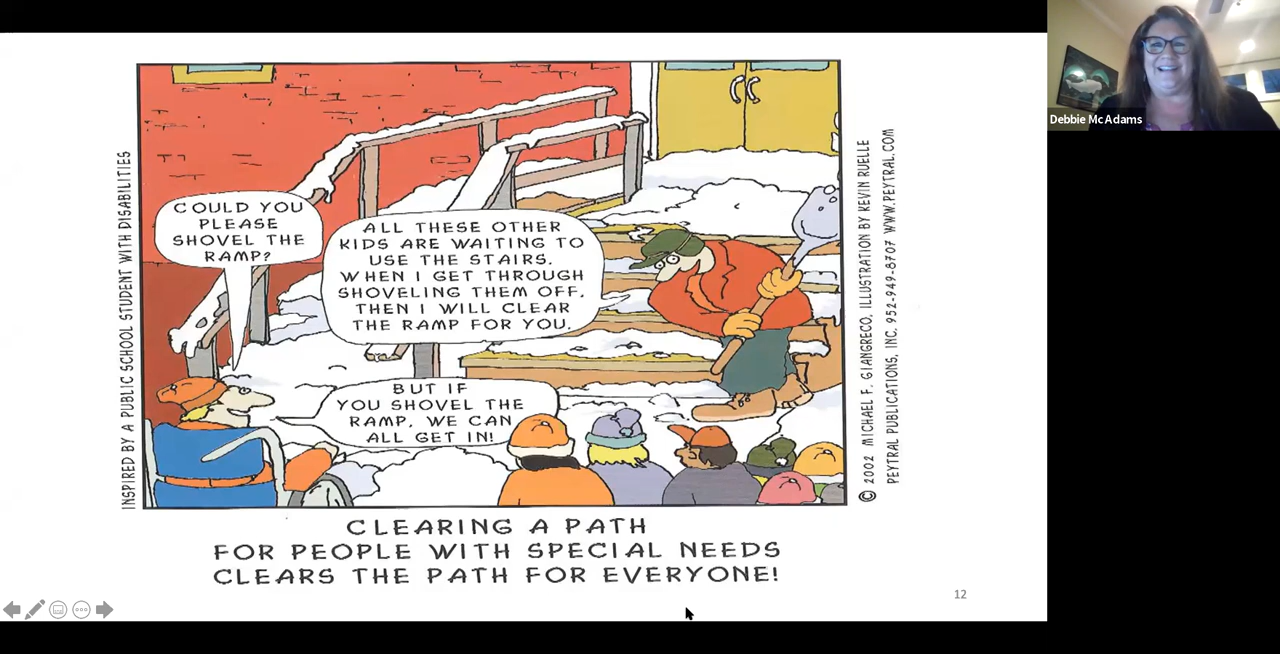 Debbie Mc Adams
INSPIRED BY A PUBLIC SCHOOL STUDENT WITH DISABILITIES
COULD YOU
PLEASE
SHOVEL THE
RAMP?
ALL THESE OTHER
KIDS ARE WAITING TO
USE THE STAIRS.
WHEN I GET THROUGH
SHOVELING THEM OFF,
THEN I WILL CLEAR
THE RAMP FOR YOU.
BUT IF
YOU SHOVEL THE
RAMP, WE CAN
ALL GET IN!
© 2002 MICHAEL F. GIANGRECO, ILLUSTRATION BY KEVIN RUELLE
PEYTRAL PUBLICATIONS, INC. 952-949-8707 WWW.PEYTRAL.COM
CLEARING A PATH
FOR PEOPLE WITH SPECIAL NEEDS
CLEARS THE PATH FOR EVERYONE!
12